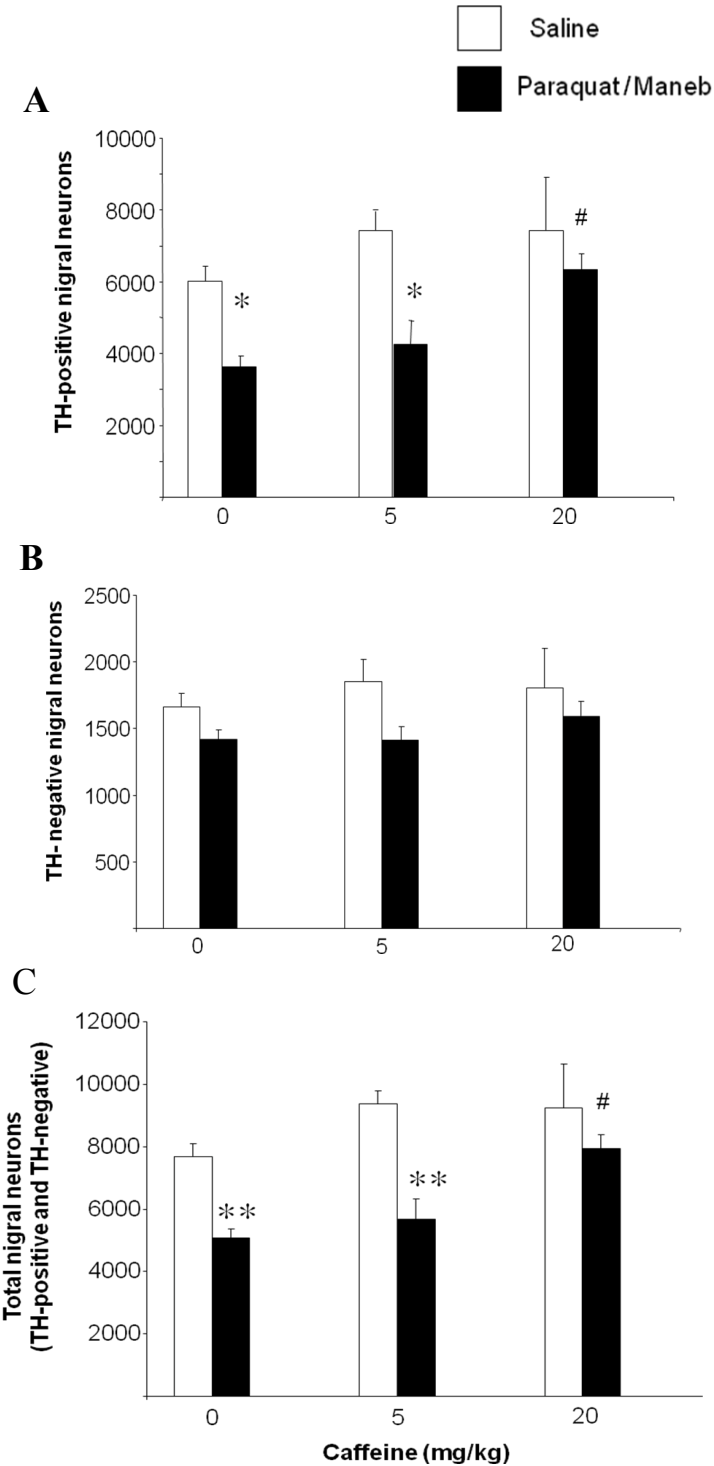 Saline
Paraquat/Maneb
A
TH-positive nigral neurons
10000
8000
6000
4000
2000
*
*
#
0 5 20
B
TH-negative nigral neurons
2500
2000
1500
1000
500
0 5 20
C
Total nigral neurons
(TH-positive and TH-negative)
12000
10000
8000
6000
4000
2000
**
**
#
0 5 20
Caffeine (mg/kg)